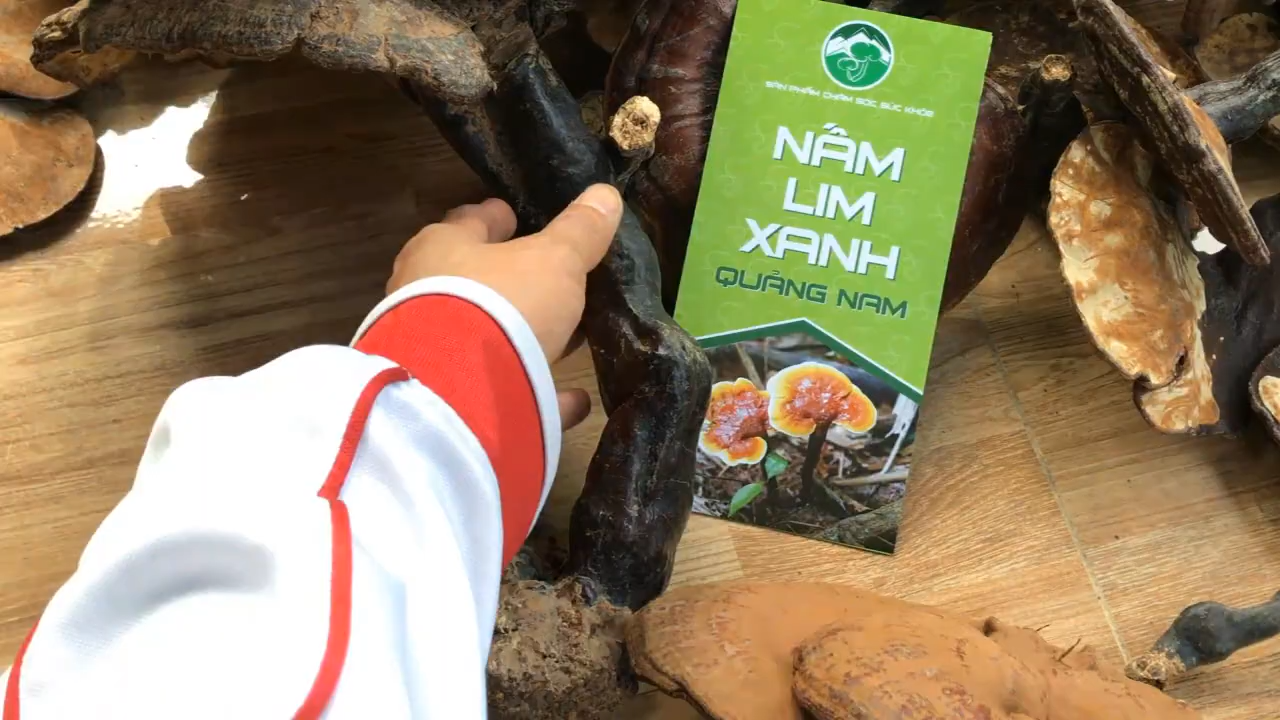 SẢN PHẨM CHĂM SÓC SỨC KHỎE
NẤM
LIM
XANH
QUẢNG NAM